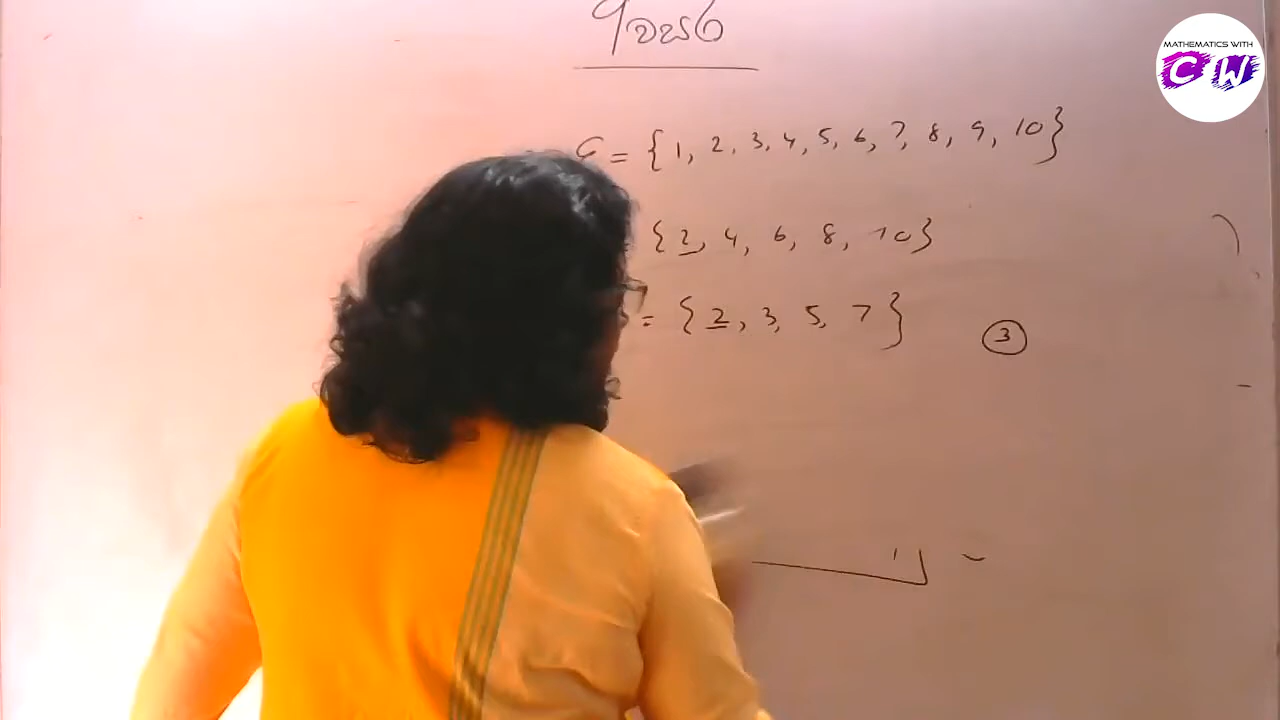 MATHEMATICS WITH
CW
= {1, 2, 3, 4, 5, 6, 7, 8, 9, 10}
{2, 4, 6, 8, 10}
= {2, 3, 5, 7}
3